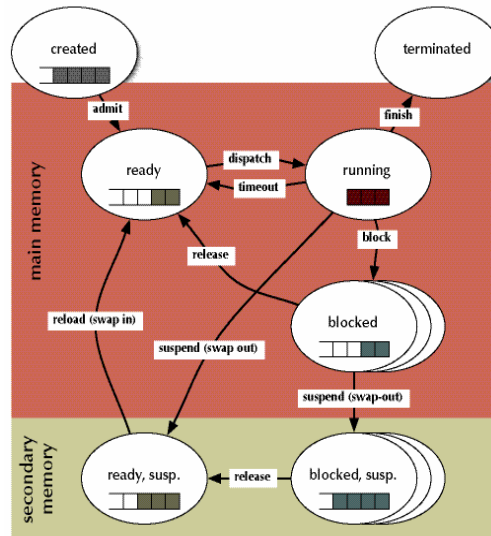 created
terminated
admit
finish
ready
dispatch
running
timeout
block
main memory
release
blocked
reload (swap in)
suspend (swap out)
suspend (swap-out)
secondary
memory
ready, susp.
release
blocked, susp.